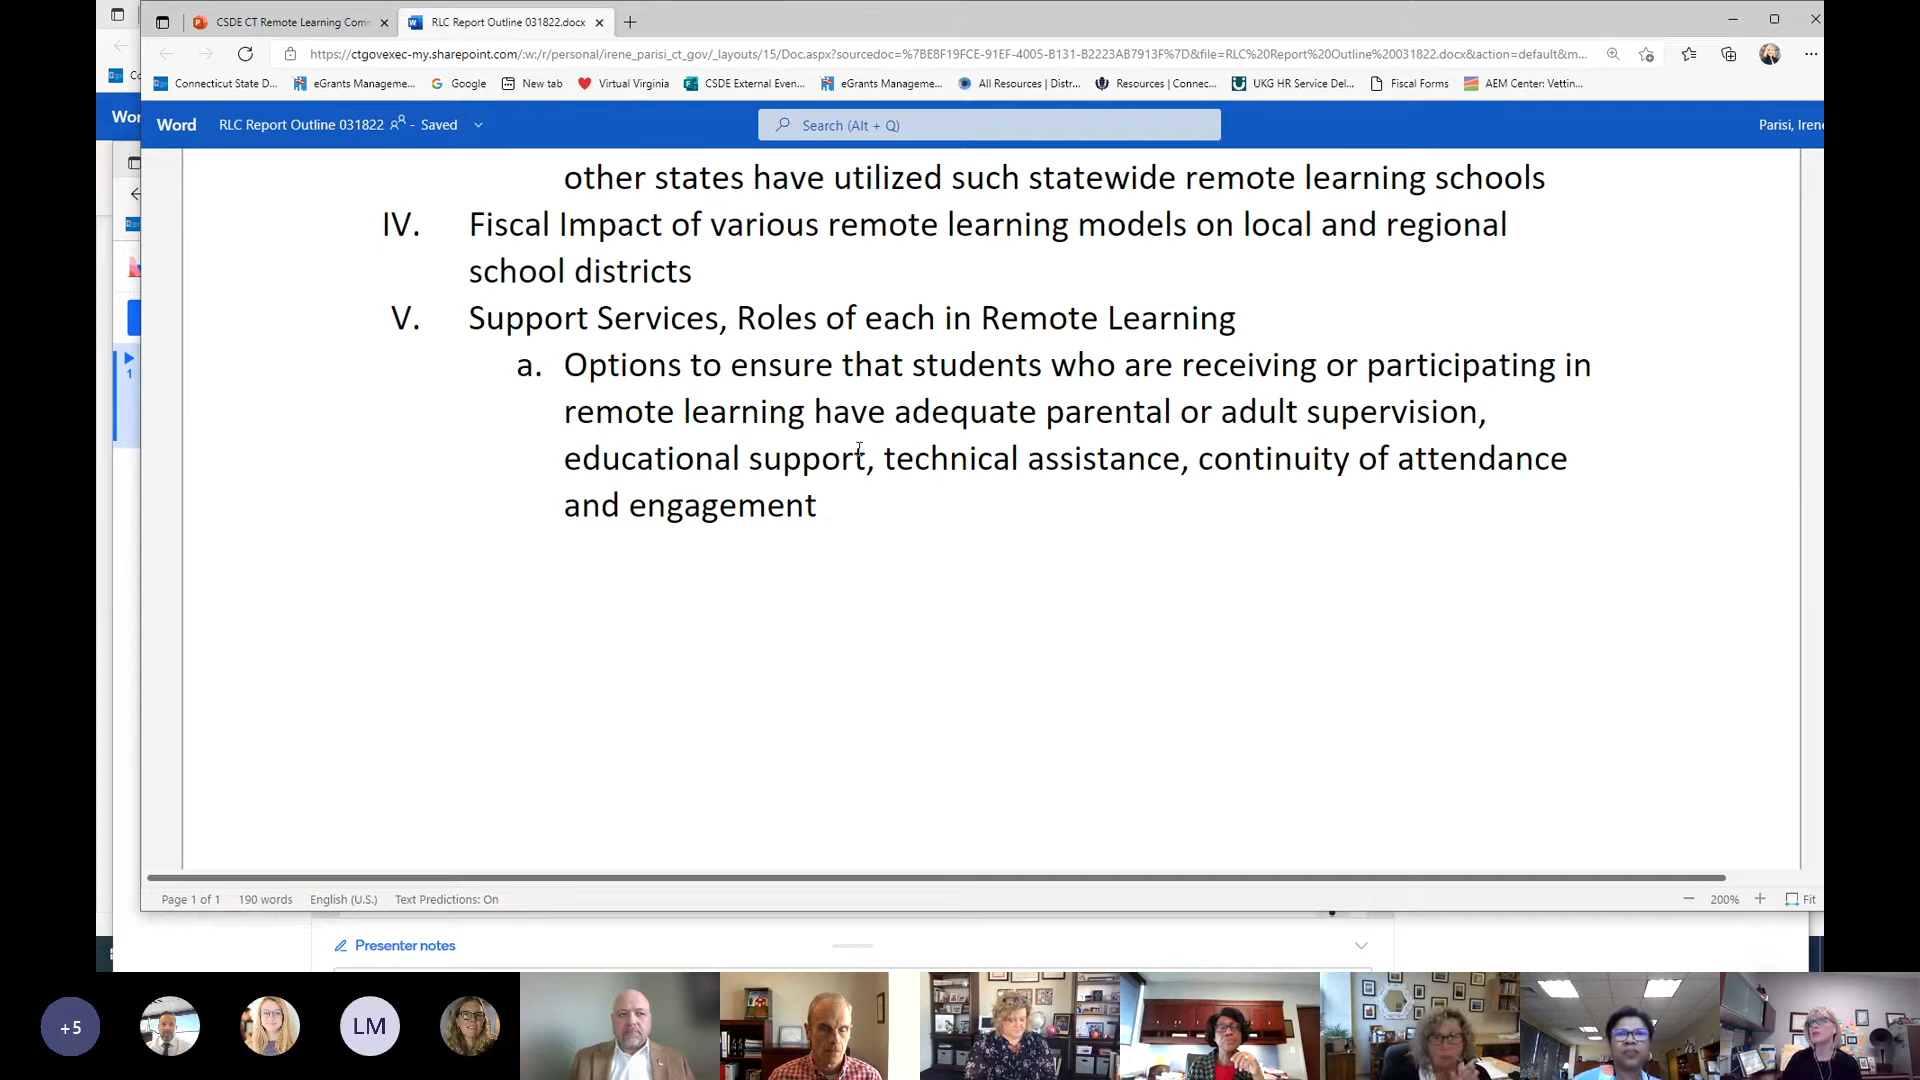 CSDE CT Remote Learning Com
RLC Report Outline 031822.docx
https://ctgovexec-my.sharepoint.com/:w:/r/personal/irene_parisi_ct_gov/_layouts/15/Doc.aspx?sourcedoc=%7BE8F19FCE-91EF-4005-B131-B2223AB7913F%7D&file=RLC%20Report%20Outline%20031822.docx&action=default&m...
Connecticut State D... eGrants Manageme... Google New tab Virtual Virginia CSDE External Even... eGrants Manageme... All Resources | Distr... Resources | Connec... UKG HR Service Del... Fiscal Forms AEM Center: Vettin...
Wor
Word RLC Report Outline 031822 - Saved Search (Alt + Q) Parisi, Irene
other states have utilized such statewide remote learning schools
IV. Fiscal Impact of various remote learning models on local and regional
school districts
V. Support Services, Roles of each in Remote Learning
a. Options to ensure that students who are receiving or participating in
remote learning have adequate parental or adult supervision,
educational support, technical assistance, continuity of attendance
and engagement
1
Page 1 of 1 190 words English (U.S.) Text Predictions: On 200% Fit
Presenter notes
+5 LM